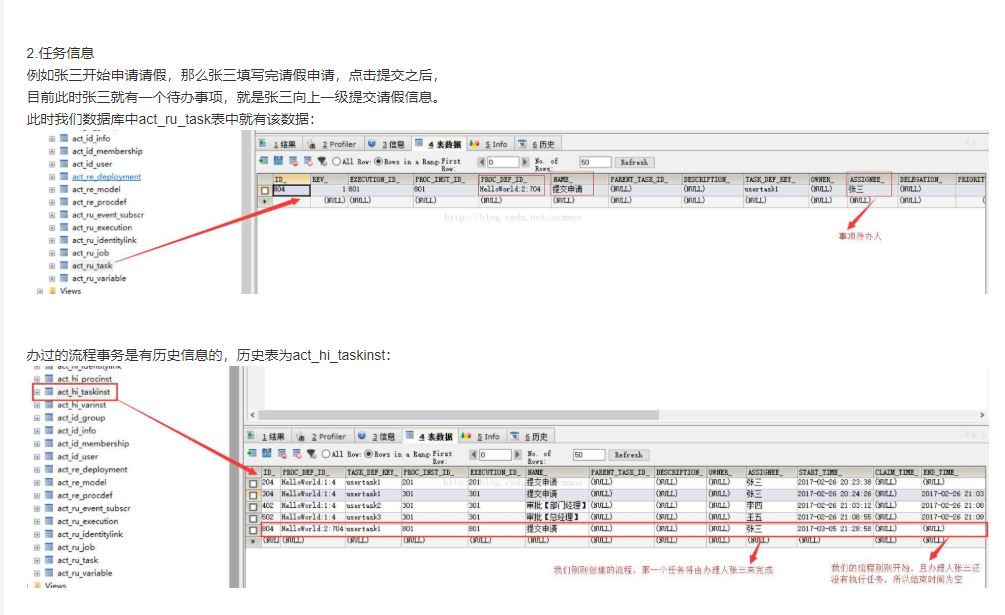 2.任务信息
例如张三开始申请请假，那么张三填写完请假申请，点击提交之后，
目前此时张三就有一个待办事项，就是张三向上一级提交请假信息。
此时我们数据库中act_ru_task表中就有该数据：
act_id_info
act_id_membership
act_id_user
act_re_deployment
act_re_model
act_re_procdef
act_ru_event_subscr
act_ru_execution
act_ru_identitylink
act_ru_job
act_ru_task
act_ru_variable
Views
1 结果 2 Profiler 3 信息 4 表数据 5 Info 6 历史
All Row: Rows in a Rang First Row: 0 No. of Rows: 50 Refresh
ID_ REV_ EXECUTION_ID_ PROC_INST_ID_ PROC_DEF_ID_ NAME_ PARENT_TASK_ID_ DESCRIPTION_ TASK_DEF_KEY_ OWNER_ ASSIGNEE_ DELEGATION_ PRIORIT
804 1 801 801 HelloWorld:2:704 提交申请 (NULL) (NULL) usertask1 (NULL) 张三 (NULL)
* (NULL) (NULL) (NULL) (NULL) (NULL) (NULL) (NULL) (NULL) (NULL) (NULL) (NULL)
事项待办人
办过的流程事务是有历史信息的，历史表为act_hi_taskinst：
act_hi_identitylink
act_hi_procinst
act_hi_taskinst
act_hi_varinst
act_id_group
act_id_info
act_id_membership
act_id_user
act_re_deployment
act_re_model
act_re_procdef
act_ru_event_subscr
act_ru_execution
act_ru_identitylink
act_ru_job
act_ru_task
act_ru_variable
Views
1 结果 2 Profiler 3 信息 4 表数据 5 Info 6 历史
All Row: Rows in a Rang First Row: 0 No. of Rows: 50 Refresh
ID_ PROC_DEF_ID_ TASK_DEF_KEY_ PROC_INST_ID_ EXECUTION_ID_ NAME_ PARENT_TASK_ID_ DESCRIPTION_ OWNER_ ASSIGNEE_ START_TIME_ CLAIM_TIME_ END_TIME_
204 HelloWorld:1:4 usertask1 201 201 提交申请 (NULL) (NULL) (NULL) 张三 2017-02-26 20:23:38 (NULL) (NULL)
304 HelloWorld:1:4 usertask1 301 301 提交申请 (NULL) (NULL) (NULL) 张三 2017-02-26 20:24:26 (NULL) 2017-02-26 21:03
402 HelloWorld:1:4 usertask2 301 301 审批【部门经理】 (NULL) (NULL) (NULL) 李四 2017-02-26 21:03:12 (NULL) 2017-02-26 21:08
502 HelloWorld:1:4 usertask3 301 301 审批【总经理】 (NULL) (NULL) (NULL) 王五 2017-02-26 21:08:55 (NULL) 2017-02-26 21:09
804 HelloWorld:2:704 usertask1 801 801 提交申请 (NULL) (NULL) (NULL) 张三 2017-03-05 21:28:58 (NULL) (NULL)
* (NULL (NULL) (NULL) (NULL) (NULL) (NULL) (NULL) (NULL) (NULL) (NULL) (NULL) (NULL) (NULL)
我们刚刚创建的流程，第一个任务将由办理人张三来完成
我们的流程刚刚开始，且办理人张三还
没有执行任务，所以结束时间为空